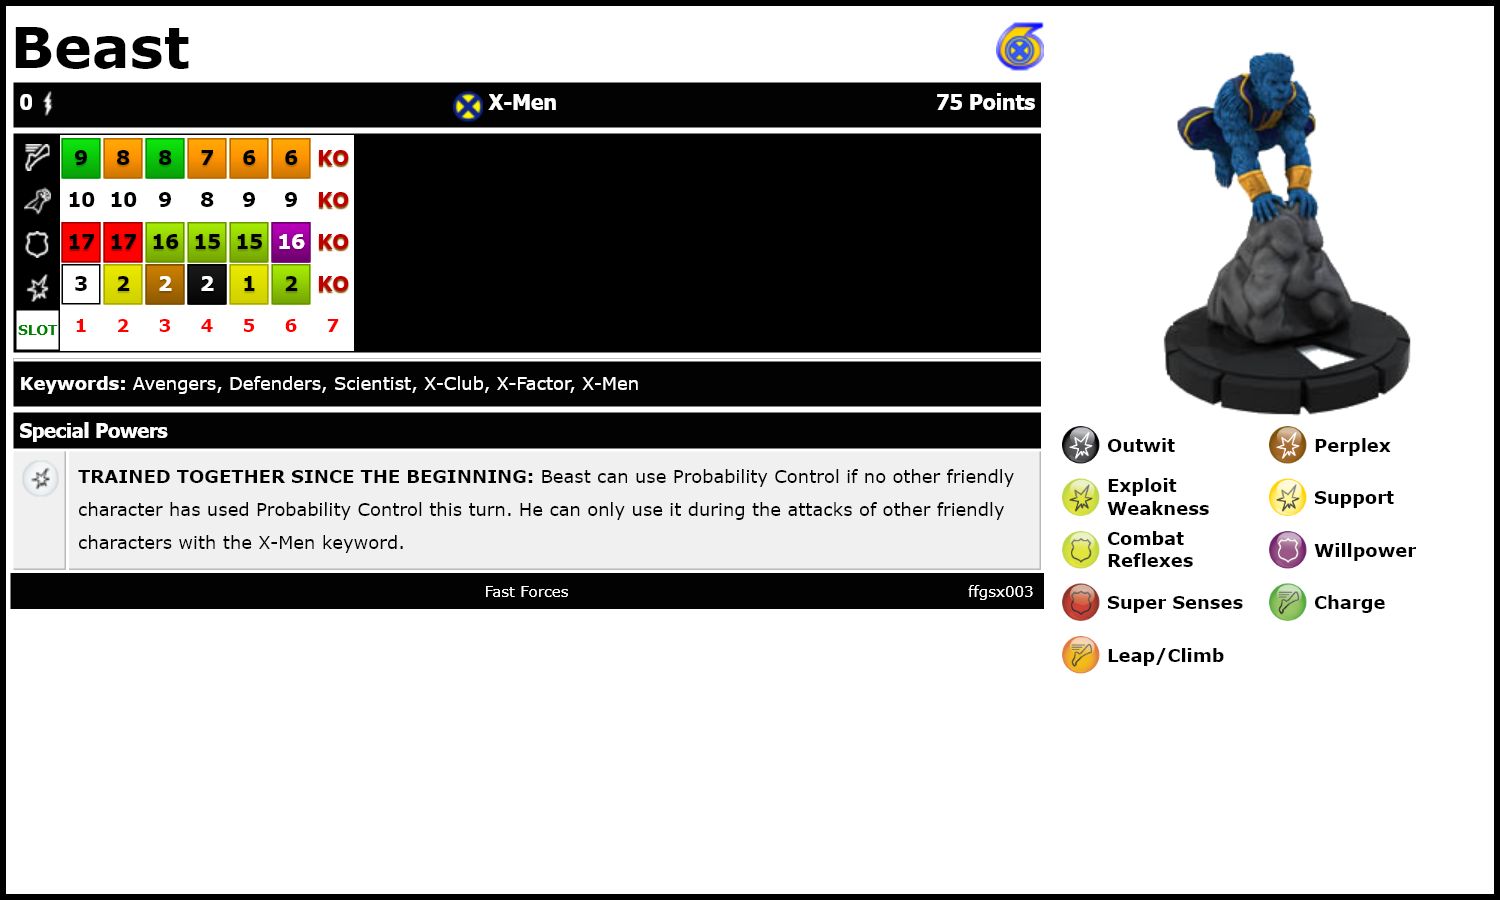 Beast
0 X-Men 75 Points
9 8 8 7 6 6 KO
10 10 9 8 9 9 KO
17 17 16 15 15 16 KO
3 2 2 2 1 2 KO
SLOT 1 2 3 4 5 6 7
Keywords: Avengers, Defenders, Scientist, X-Club, X-Factor, X-Men
Special Powers
TRAINED TOGETHER SINCE THE BEGINNING: Beast can use Probability Control if no other friendly
character has used Probability Control this turn. He can only use it during the attacks of other friendly
characters with the X-Men keyword.
Fast Forces ffgsx003
Outwit Perplex
Exploit
Weakness
Support
Combat
Reflexes
Willpower
Super Senses Charge
Leap/Climb